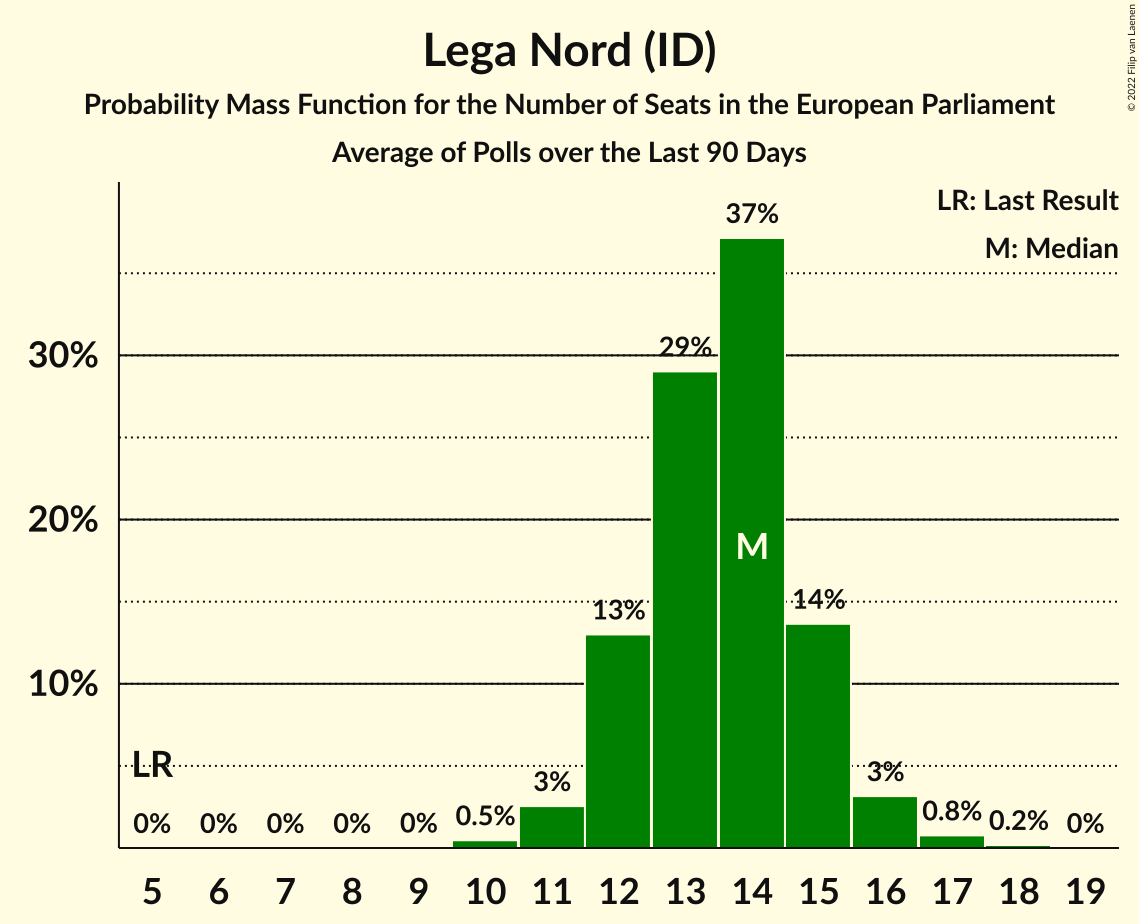 Lega Nord (ID)
Probability Mass Function for the Number of Seats in the European Parliament
Average of Polls over the Last 90 Days
© 2022 Filip van Laenen
LR: Last Result
M: Median
37%
30%
29%
20%
M
14%
13%
10%
LR
3%
3%
0% 0% 0% 0% 0% 0.5% 0.8% 0.2% 0%
5 6 7 8 9 10 11 12 13 14 15 16 17 18 19